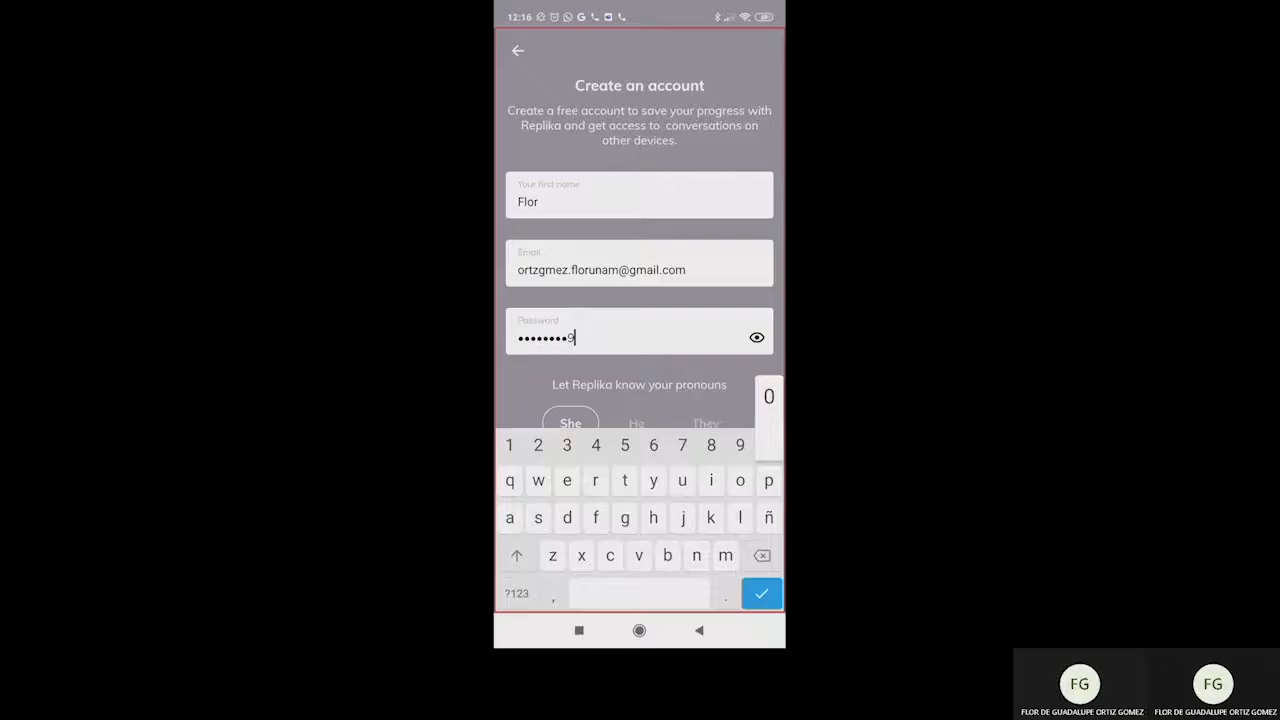 12:16
Create an account
Create a free account to save your progress with
Replika and get access to conversations on
other devices.
Your first name
Flor
Email
ortzgmez.florunam@gmail.com
Password
••••••••9
Let Replika know your pronouns
She He They
0
1 2 3 4 5 6 7 8 9
q w e r t y u i o p
a s d f g h j k l ñ
z x c v b n m
?123 , .
FG FG
FLOR DE GUADALUPE ORTIZ GOMEZ FLOR DE GUADALUPE ORTIZ GOMEZ